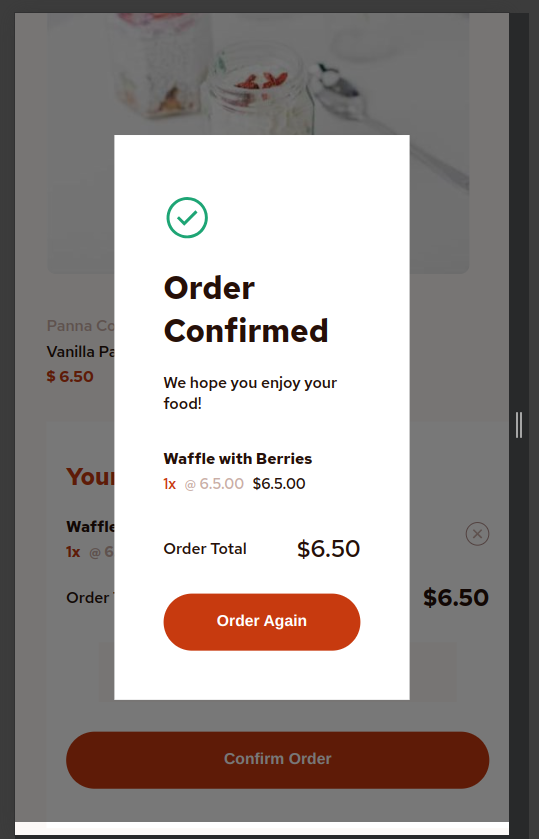 Order
Confirmed
We hope you enjoy your
food!
Waffle with Berries
1x @ 6.5.00 $6.5.00
Order Total $6.50
Order Again
Panna Co
Vanilla Pa
$ 6.50
Your
Waffle
1x @ 6
Order $6.50
Confirm Order